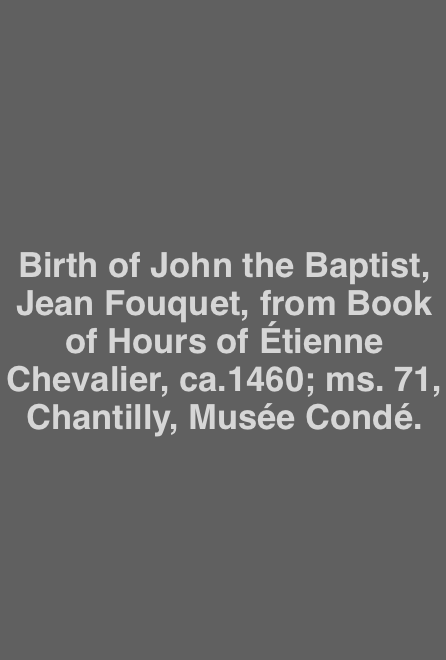 Birth of John the Baptist,
Jean Fouquet, from Book
of Hours of Étienne
Chevalier, ca.1460; ms. 71,
Chantilly, Musée Condé.